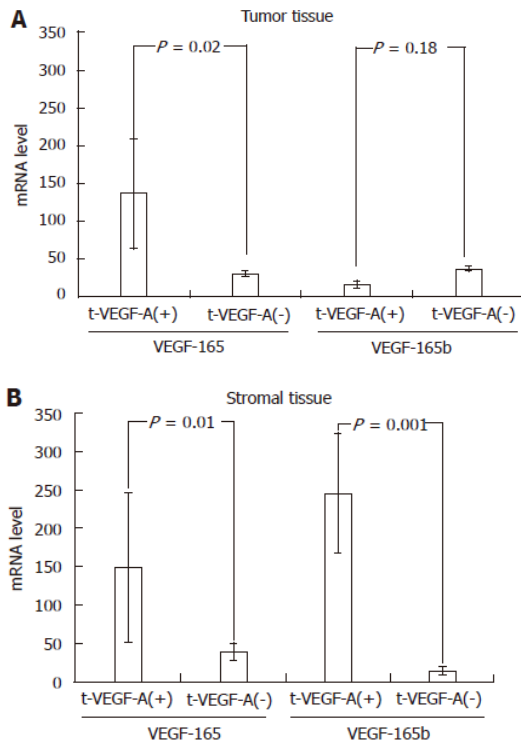 A
Tumor tissue
350
300
250
200
150
100
50
0
mRNA level
P = 0.02
P = 0.18
t-VEGF-A(+) t-VEGF-A(-) t-VEGF-A(+) t-VEGF-A(-)
VEGF-165 VEGF-165b
B
Stromal tissue
350
300
250
200
150
100
50
0
mRNA level
P = 0.01
P = 0.001
t-VEGF-A(+) t-VEGF-A(-) t-VEGF-A(+) t-VEGF-A(-)
VEGF-165 VEGF-165b